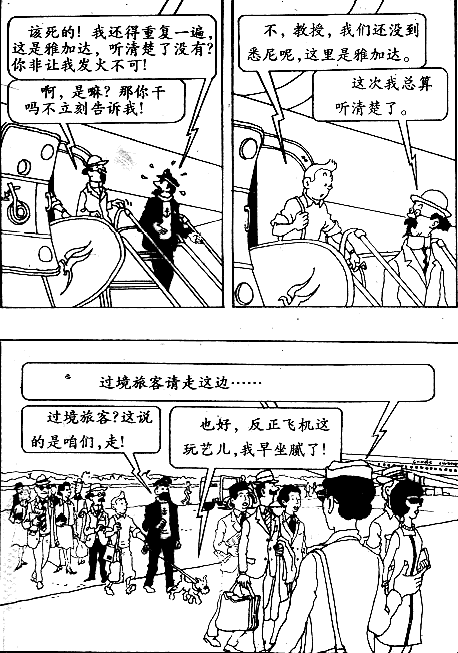 该死的！我还得重复一遍，
这是雅加达，听清楚了没有？
你非让我发火不可！
啊，是嘛？那你干
吗不立刻告诉我！
不，教授，我们还没到
悉尼呢，这里是雅加达。
这次我总算
听清楚了。
过境旅客请走这边……
过境旅客？这说
的是咱们，走！
也好，反正飞机这
玩艺儿，我早坐腻了！